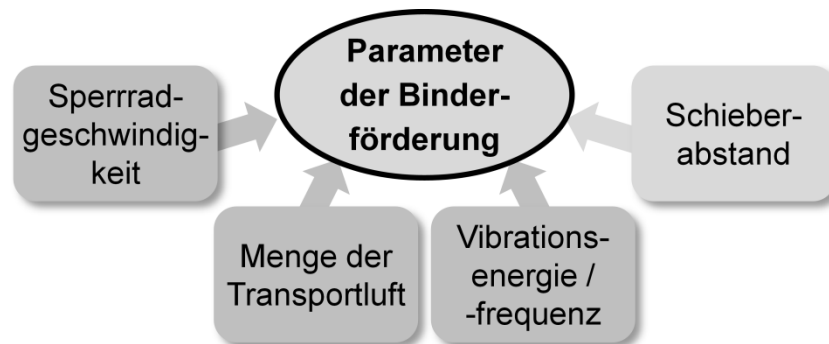 Parameter
der Binder-
förderung
Sperrrad-
geschwindig-
keit
Menge der
Transportluft
Vibrations-
energie /
-frequenz
Schieber-
abstand